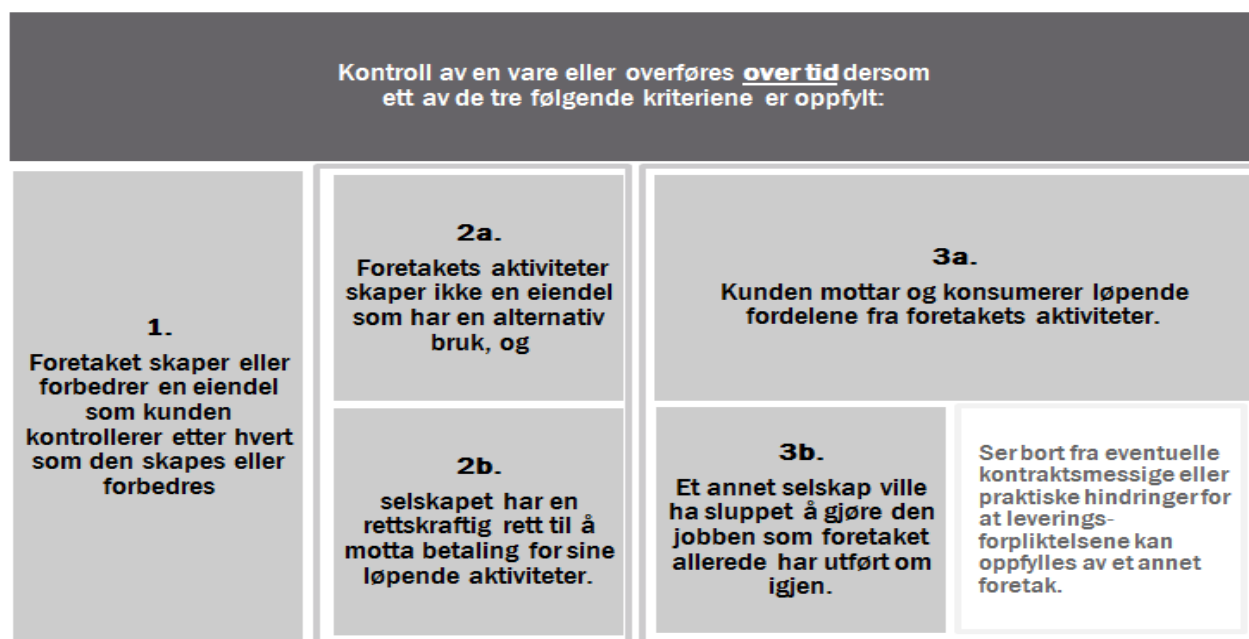 Kontroll av en vare eller overføres over tid dersom
ett av de tre følgende kriteriene er oppfylt:
1.
Foretaket skaper eller
forbedrer en eiendel
som kunden
kontrollerer etter hvert
som den skapes eller
forbedres
2a.
Foretakets aktiviteter
skaper ikke en eiendel
som har en alternativ
bruk, og
2b.
selskapet har en
rettskraftig rett til å
motta betaling for sine
løpende aktiviteter.
3a.
Kunden mottar og konsumerer løpende
fordelene fra foretakets aktiviteter.
3b.
Et annet selskap ville
ha sluppet å gjøre den
jobben som foretaket
allerede har utført om
igjen.
Ser bort fra eventuelle
kontraktsmessige eller
praktiske hindringer for
at leverings-
forpliktelsene kan
oppfylles av et annet
foretak.